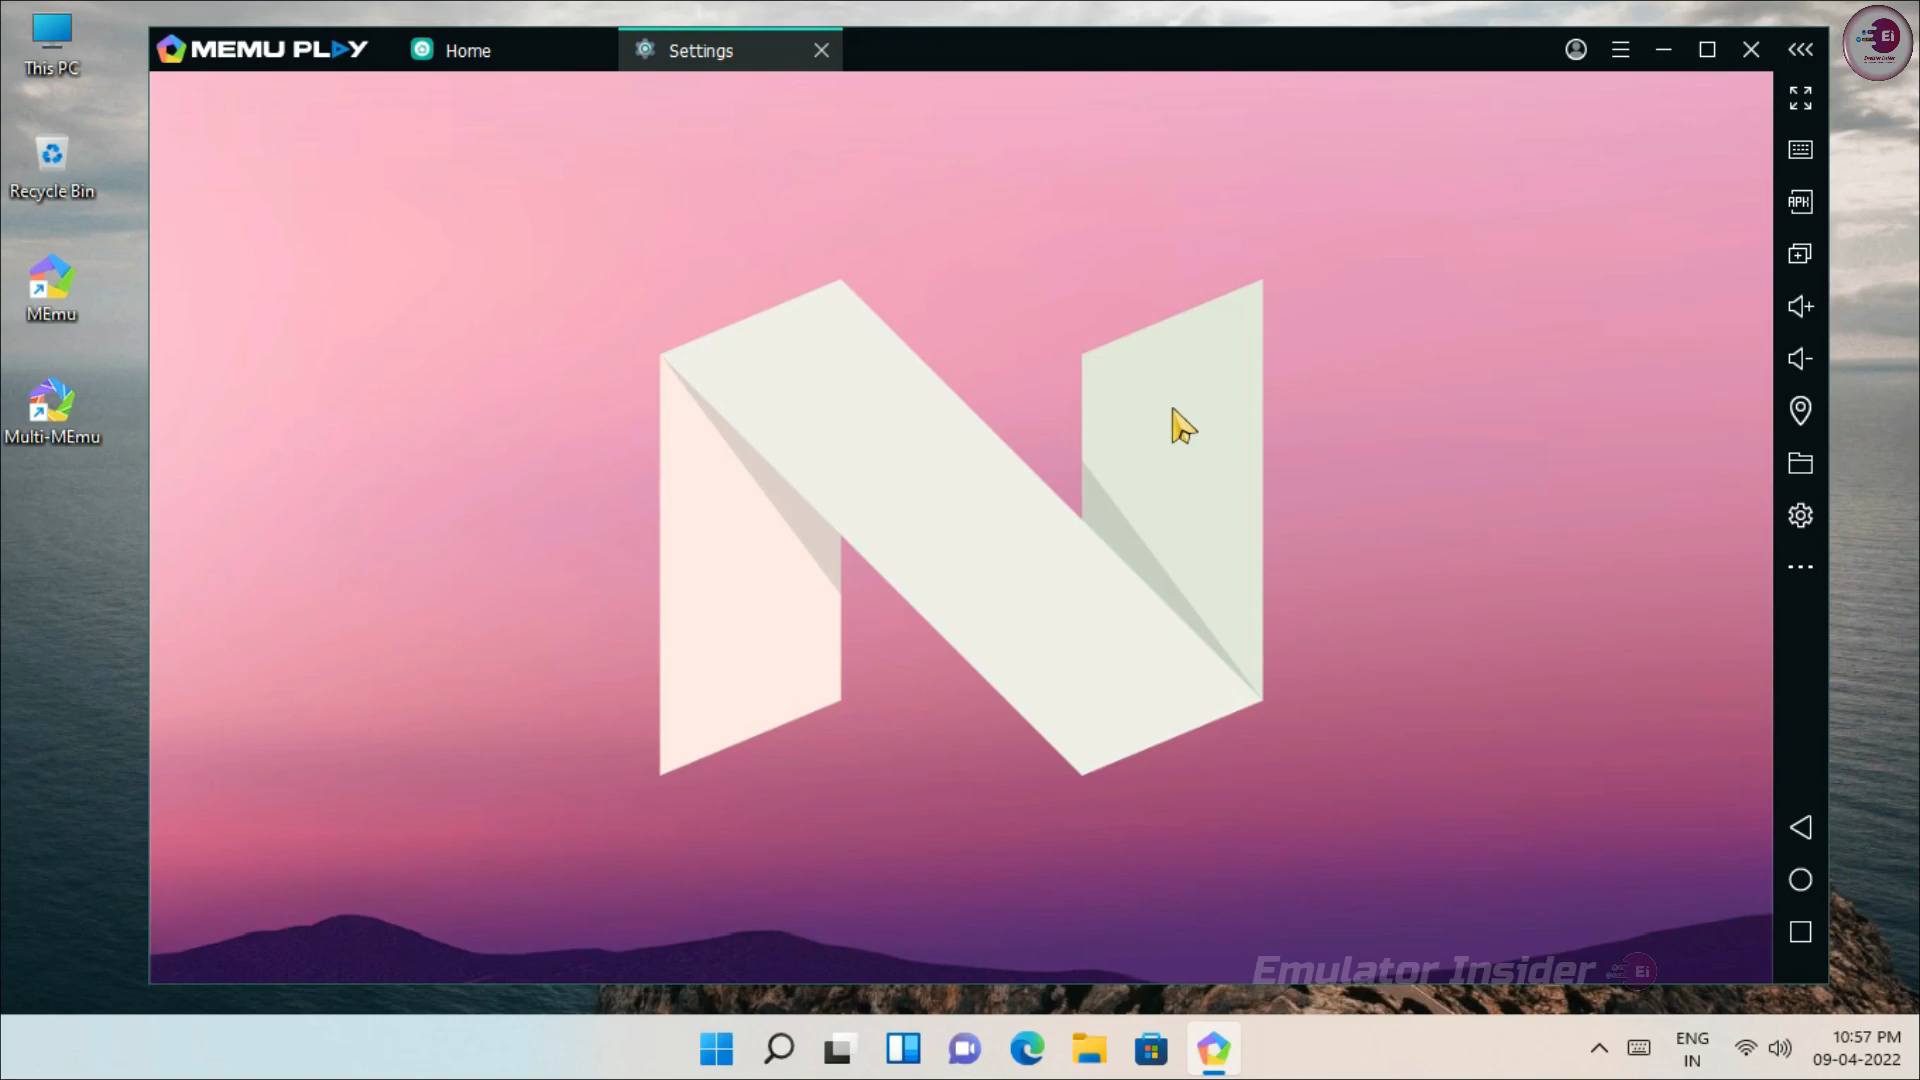 This PC
Recycle Bin
MEmu
Multi-MEmu
MEMU PLAY
Home
Settings
Ei
APK
Emulator Insider
Ei
ENG
IN
10:57 PM
09-04-2022